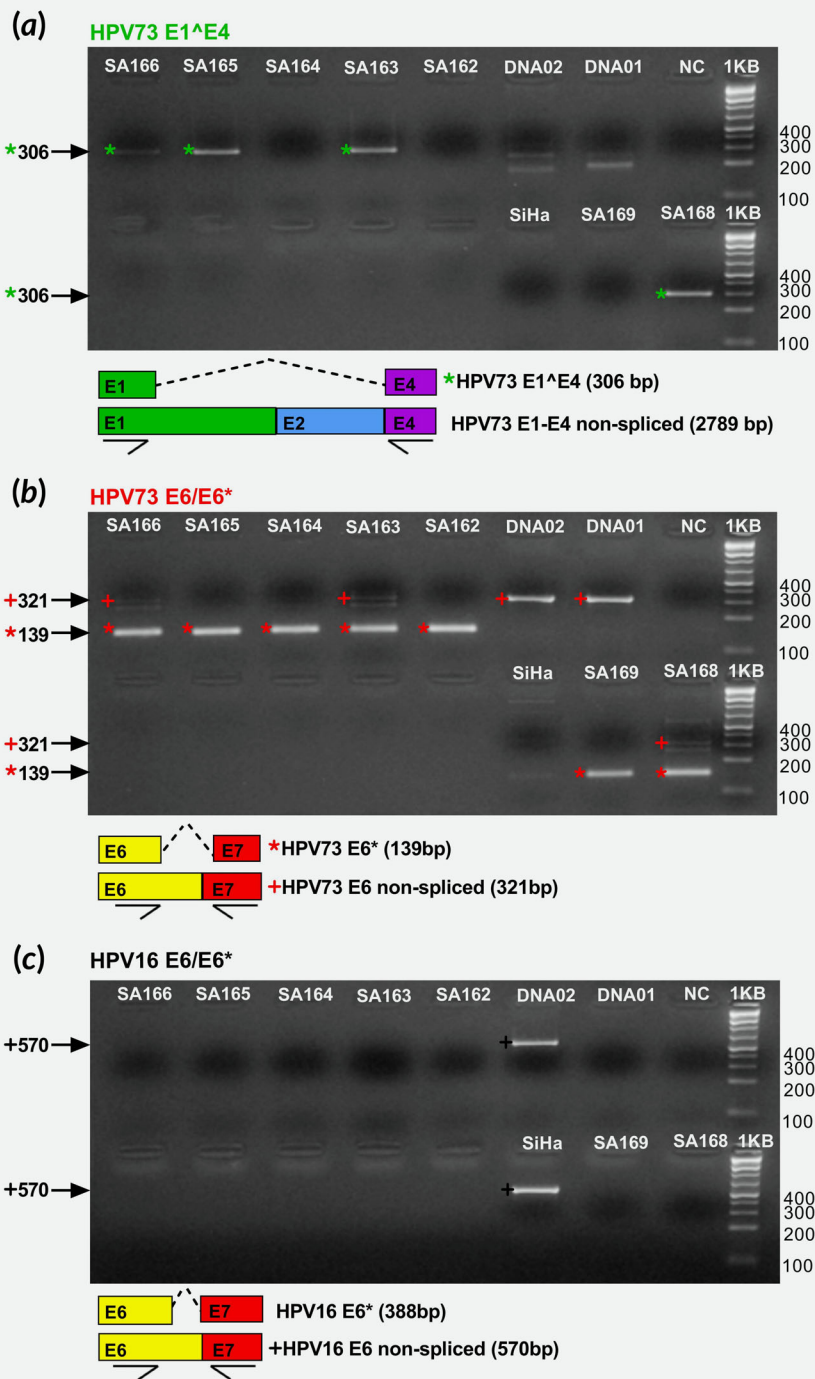 (a)
HPV73 E1^E4
SA166 SA165 SA164 SA163 SA162 DNA02 DNA01 NC 1KB
400
*306 * * * 300
200
100
SiHa SA169 SA168 1KB
400
*306 * 300
200
100
E1 E4 *HPV73 E1^E4 (306 bp)
E1 E2 E4 HPV73 E1-E4 non-spliced (2789 bp)
(b)
HPV73 E6/E6*
SA166 SA165 SA164 SA163 SA162 DNA02 DNA01 NC 1KB
400
+321 + + + + 300
200
*139 * * * * *
100
SiHa SA169 SA168 1KB
400
+321 + 300
200
*139 * *
100
E6 E7 *HPV73 E6* (139bp)
E6 E7 +HPV73 E6 non-spliced (321bp)
(c)
HPV16 E6/E6*
SA166 SA165 SA164 SA163 SA162 DNA02 DNA01 NC 1KB
+570 +
400
300
200
100
SiHa SA169 SA168 1KB
+570 +
400
300
200
100
E6 E7 HPV16 E6* (388bp)
E6 E7 +HPV16 E6 non-spliced (570bp)